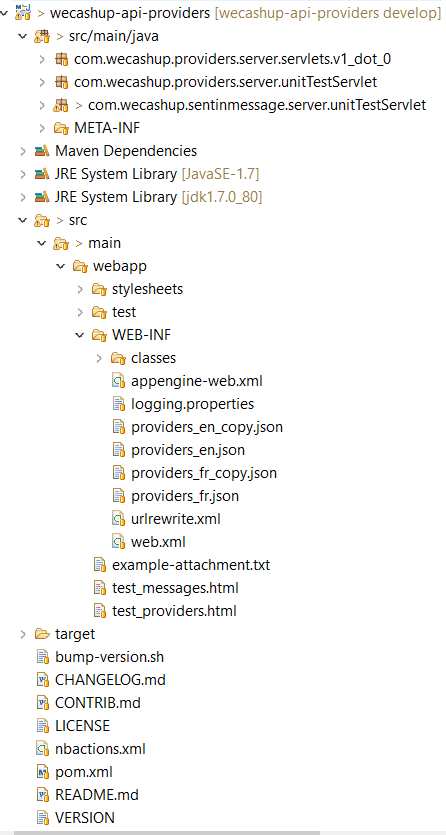 > wecashup-api-providers [wecashup-api-providers develop]
> src/main/java
com.wecashup.providers.server.servlets.v1_dot_0
com.wecashup.providers.server.unitTestServlet
> com.wecashup.sentinmessage.server.unitTestServlet
META-INF
Maven Dependencies
JRE System Library [JavaSE-1.7]
JRE System Library [jdk1.7.0_80]
> src
> main
webapp
stylesheets
test
WEB-INF
classes
appengine-web.xml
logging.properties
providers_en_copy.json
providers_en.json
providers_fr_copy.json
providers_fr.json
urlrewrite.xml
web.xml
example-attachment.txt
test_messages.html
test_providers.html
target
bump-version.sh
CHANGELOG.md
CONTRIB.md
LICENSE
nbactions.xml
pom.xml
README.md
VERSION